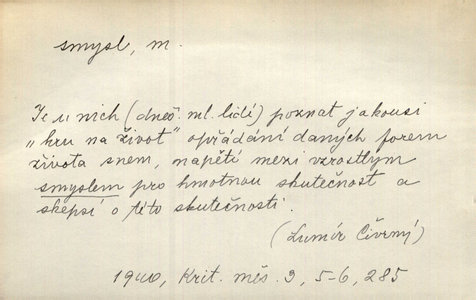 smysl, m.
Je u nich (dneš. ml. lidí) poznat jakousi
„hru na život" opřádání daných forem
života snem, napětí mezi vzrostlým
smyslem pro hmotnou skutečnost a
skepsí o této skutečnosti.
(Lumír Čivrný)
1940, Krit. měs. 3, 5-6, 285